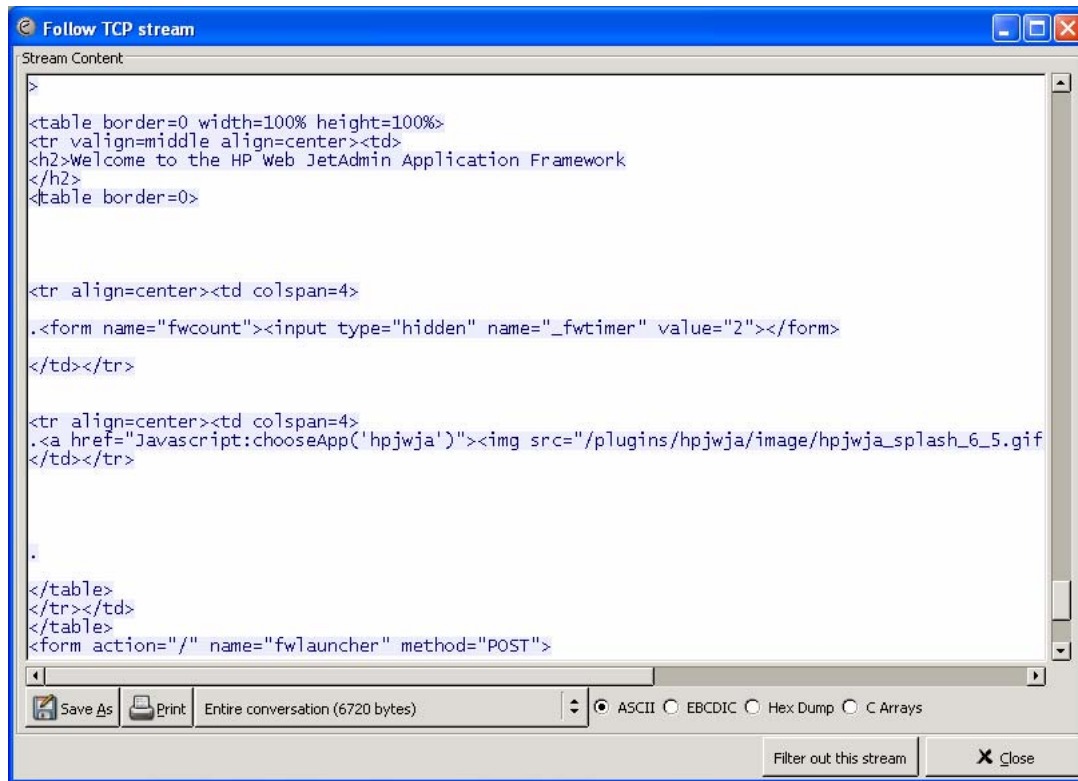 Follow TCP stream
Stream Content
>
<table border=0 width=100% height=100%>
<tr valign=middle align=center><td>
<h2>Welcome to the HP Web JetAdmin Application Framework
</h2>
<table border=0>
<tr align=center><td colspan=4>
.<form name="fwcount"><input type="hidden" name="_fwtimer" value="2"></form>
</td></tr>
<tr align=center><td colspan=4>
.<a href="Javascript:chooseApp('hpjwja')"><img src="/plugins/hpjwja/image/hpjwja_splash_6_5.gif
</td></tr>
.
</table>
</tr></td>
</table>
<form action="/" name="fwlauncher" method="POST">
Save As Print Entire conversation (6720 bytes) ASCII EBCDIC Hex Dump C Arrays
Filter out this stream Close